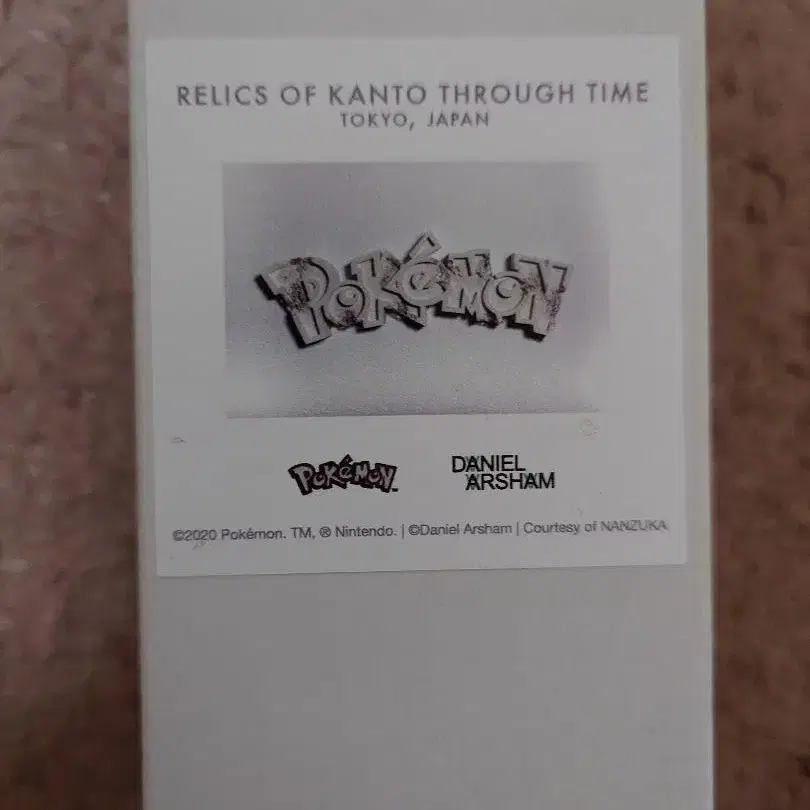 RELICS OF KANTO THROUGH TIME
TOKYO, JAPAN
POKéMON
POKéMON™
DANIEL
ARSHAM
©2020 Pokémon. TM, ® Nintendo. | ©Daniel Arsham | Courtesy of NANZUKA